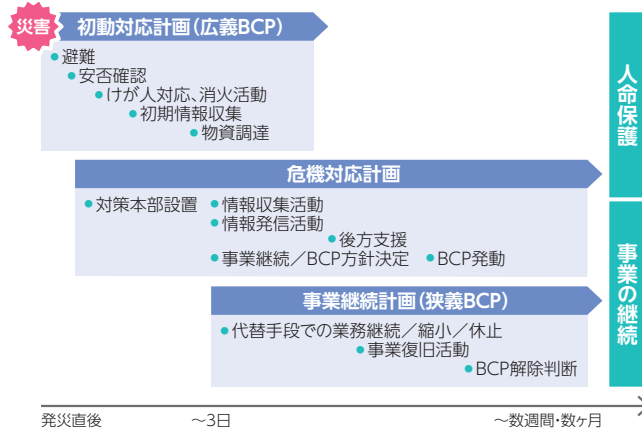 災害
初動対応計画(広義BCP)
●避難
●安否確認
●けが人対応、消火活動
●初期情報収集
●物資調達
人命保護
危機対応計画
●対策本部設置 ●情報収集活動
●情報発信活動
●後方支援
●事業継続/BCP方針決定 ●BCP発動
事業の継続
事業継続計画(狭義BCP)
●代替手段での業務継続/縮小/休止
●事業復旧活動
●BCP解除判断
発災直後 ~3日 ~数週間・数ヶ月